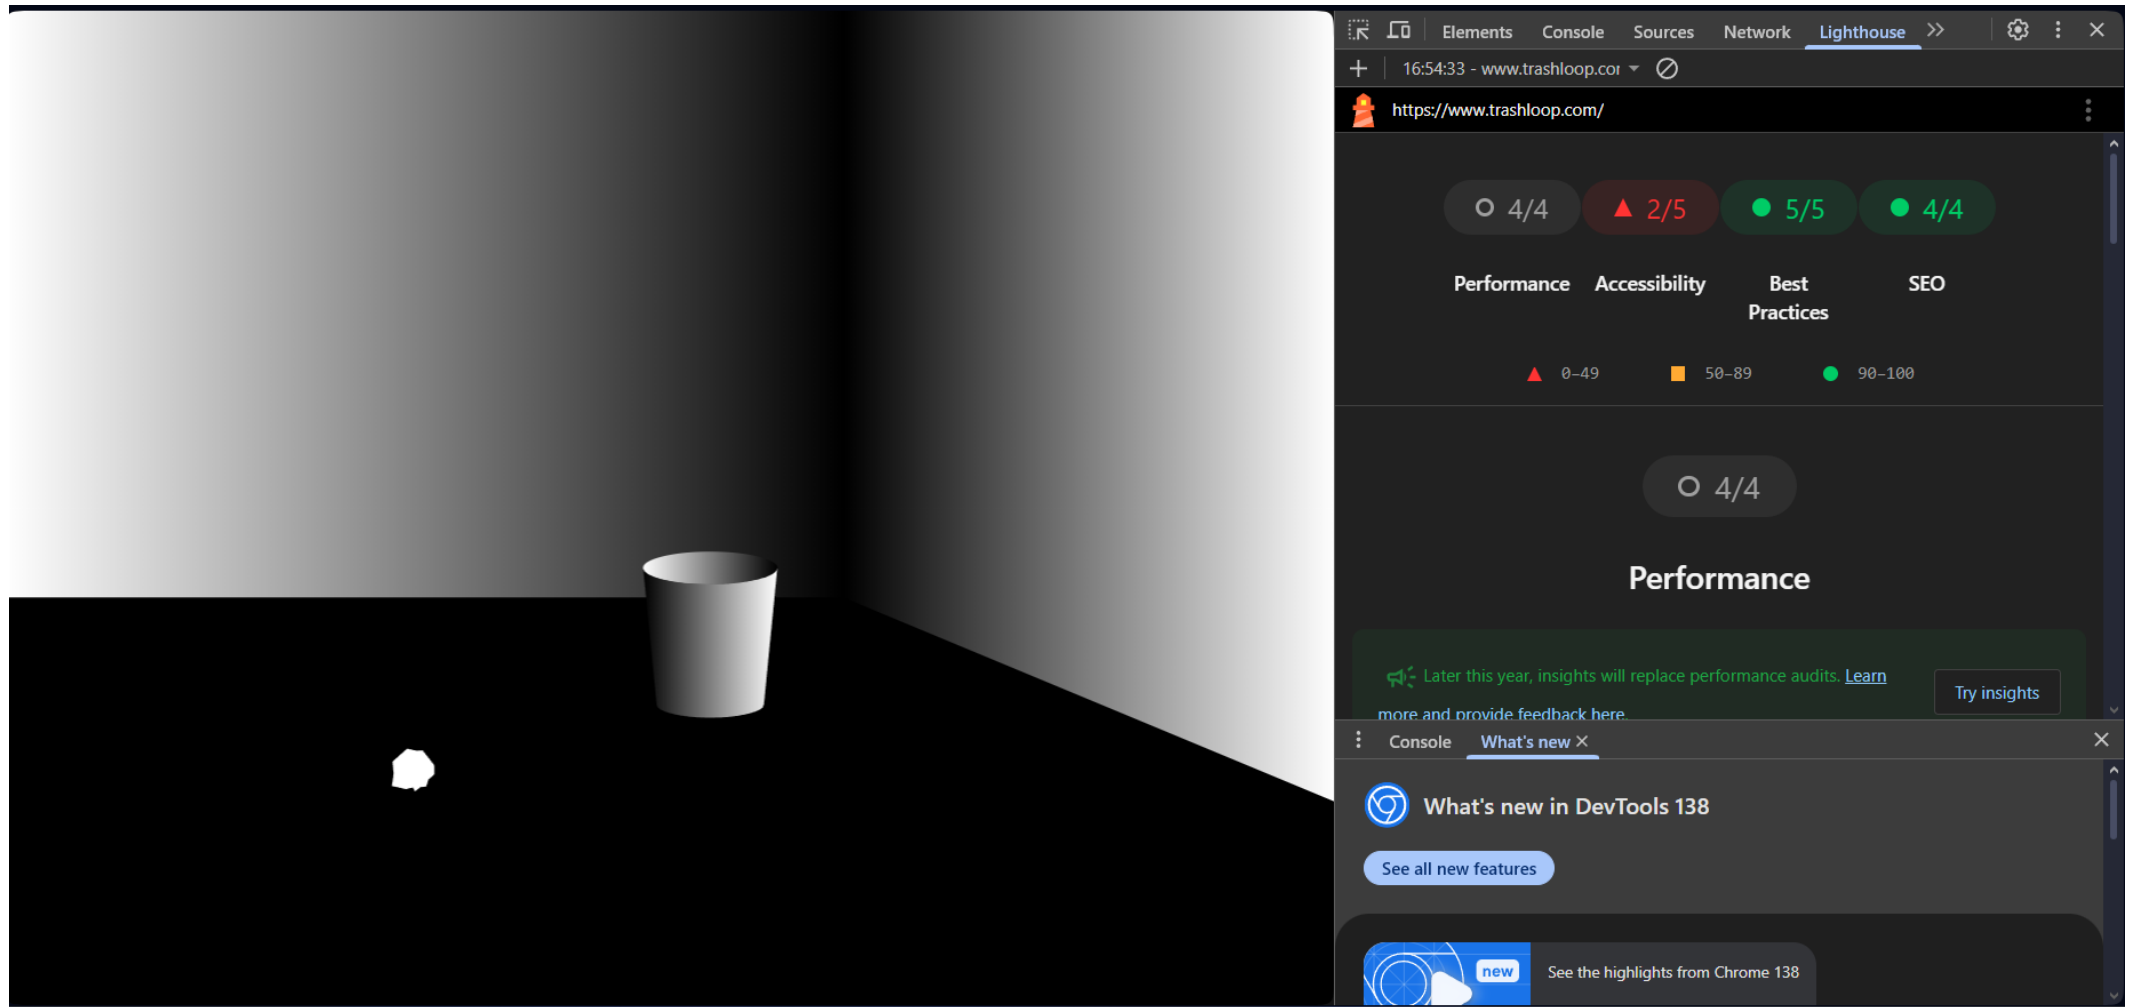 Elements Console Sources Network Lighthouse
16:54:33 - www.trashloop.cor
https://www.trashloop.com/
4/4 2/5 5/5 4/4
Performance Accessibility Best Practices SEO
0–49 50–89 90–100
4/4
Performance
Later this year, insights will replace performance audits. Learn
more and provide feedback here.
Try insights
Console What's new
What's new in DevTools 138
See all new features
new
See the highlights from Chrome 138